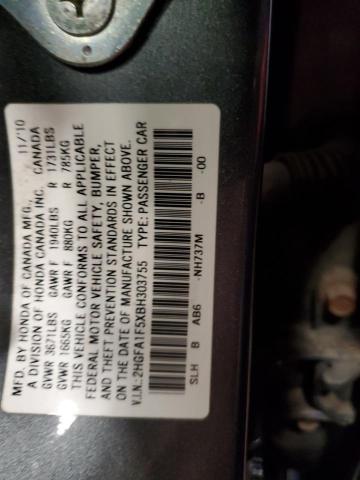 MFD. BY HONDA OF CANADA MFG., 11/10
A DIVISION OF HONDA CANADA INC. CANADA
GVWR 3671LBS GAWR F 1940LBS R 1731LBS
GVWR 1665KG GAWR F 880KG R 785KG
THIS VEHICLE CONFORMS TO ALL APPLICABLE
FEDERAL MOTOR VEHICLE SAFETY, BUMPER,
AND THEFT PREVENTION STANDARDS IN EFFECT
ON THE DATE OF MANUFACTURE SHOWN ABOVE.
V.I.N.: 2HGFA1F5XBH303755 TYPE: PASSENGER CAR
SLH B AB6 -NH737M -B -00